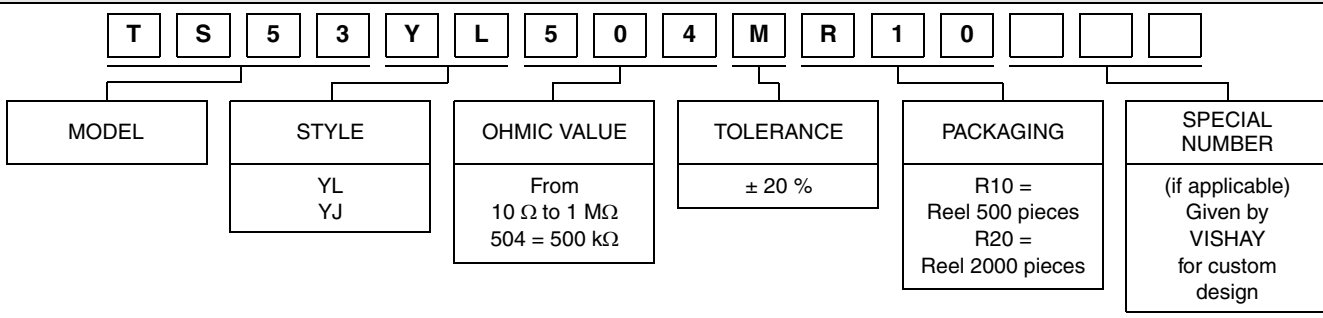 T S 5 3 Y L 5 0 4 M R 1 0
MODEL
STYLE
YL
YJ
OHMIC VALUE
From
10 Ω to 1 MΩ
504 = 500 kΩ
TOLERANCE
± 20 %
PACKAGING
R10 =
Reel 500 pieces
R20 =
Reel 2000 pieces
SPECIAL
NUMBER
(if applicable)
Given by
VISHAY
for custom
design